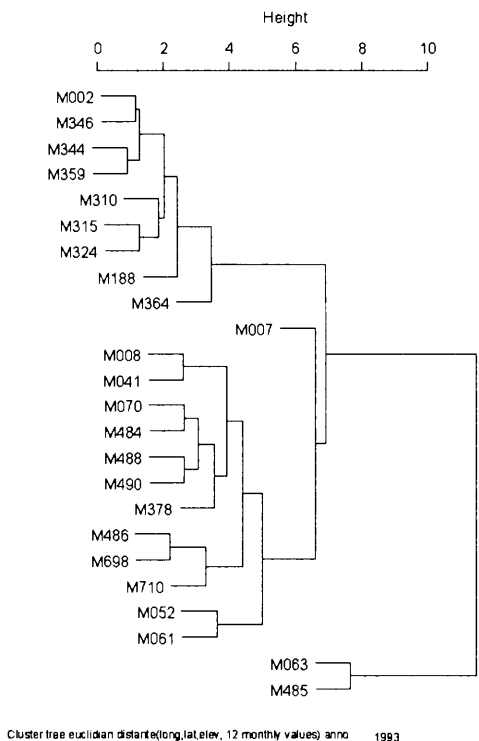 Height
0 2 4 6 8 10
M002
M346
M344
M359
M310
M315
M324
M188
M364
M007
M008
M041
M070
M484
M488
M490
M378
M486
M698
M710
M052
M061
M063
M485
Cluster tree euclidian distante(long,lat,elev, 12 monthly values) anno 1993